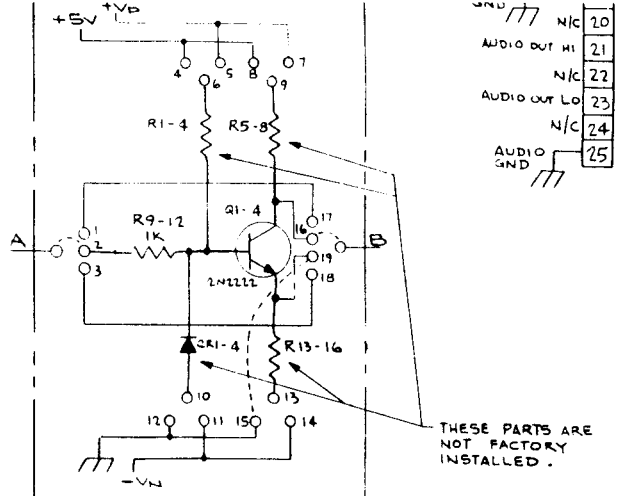 +VD
GND
+5V
N/C 20
AUDIO OUT HI 21
4 5 8 7
N/C 22
6 9
AUDIO OUT LO 23
R1-4 R5-8
N/C 24
AUDIO GND 25
1 17
Q1-4
R9-12
1K
16
A 2 B
19
3 18
2N2222
CR1-4 R13-16
10 13
12 11 15 14
THESE PARTS ARE
NOT FACTORY
INSTALLED.
-VN